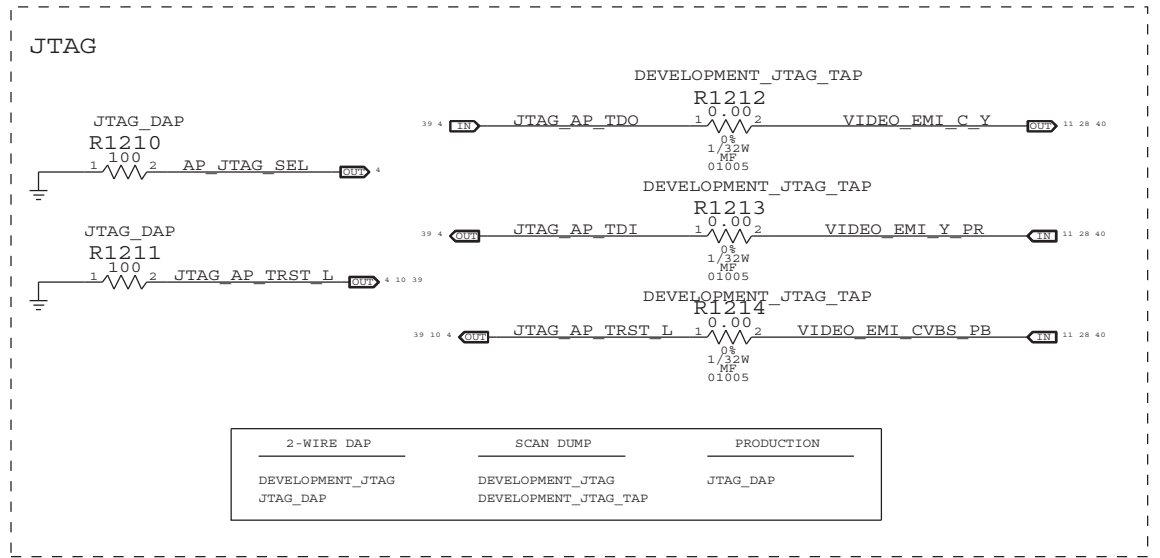 JTAG
JTAG_DAP
R1210
100
1 2 AP_JTAG_SEL OUT 4
JTAG_DAP
R1211
100
1 2 JTAG_AP_TRST_L OUT 4 10 39
DEVELOPMENT_JTAG_TAP
R1212
0.00
39 4 IN JTAG_AP_TDO 1 2 VIDEO_EMI_C_Y OUT 11 28 40
0%
1/32W
MF
01005
DEVELOPMENT_JTAG_TAP
R1213
0.00
39 4 OUT JTAG_AP_TDI 1 2 VIDEO_EMI_Y_PR IN 11 28 40
0%
1/32W
MF
01005
DEVELOPMENT_JTAG_TAP
R1214
0.00
39 10 4 OUT JTAG_AP_TRST_L 1 2 VIDEO_EMI_CVBS_PB IN 11 28 40
0%
1/32W
MF
01005
2-WIRE DAP SCAN DUMP PRODUCTION
DEVELOPMENT_JTAG DEVELOPMENT_JTAG JTAG_DAP
JTAG_DAP DEVELOPMENT_JTAG_TAP